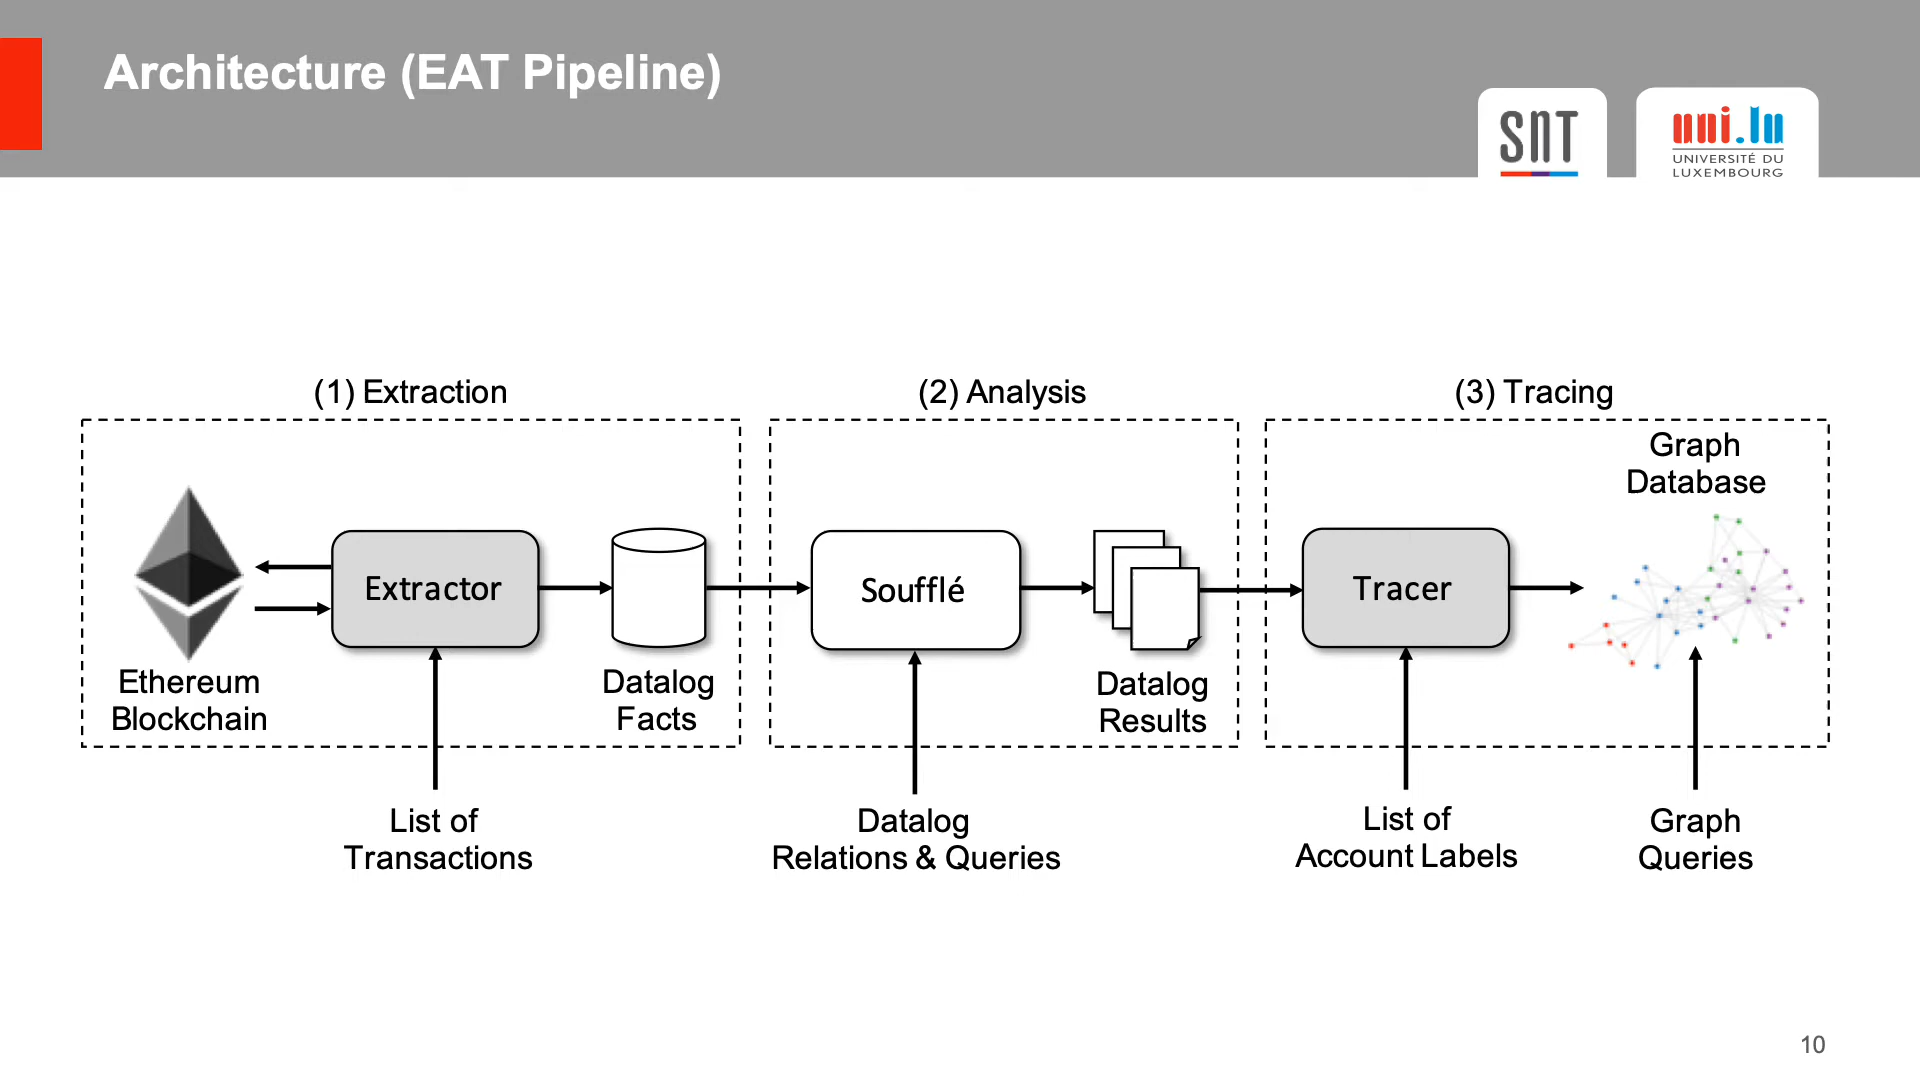 Architecture (EAT Pipeline)
SnT
uni.lu
UNIVERSITÉ DU
LUXEMBOURG
(1) Extraction
(2) Analysis
(3) Tracing
Graph
Database
Extractor
Soufflé
Tracer
Ethereum
Blockchain
Datalog
Facts
Datalog
Results
List of
Transactions
Datalog
Relations & Queries
List of
Account Labels
Graph
Queries
10